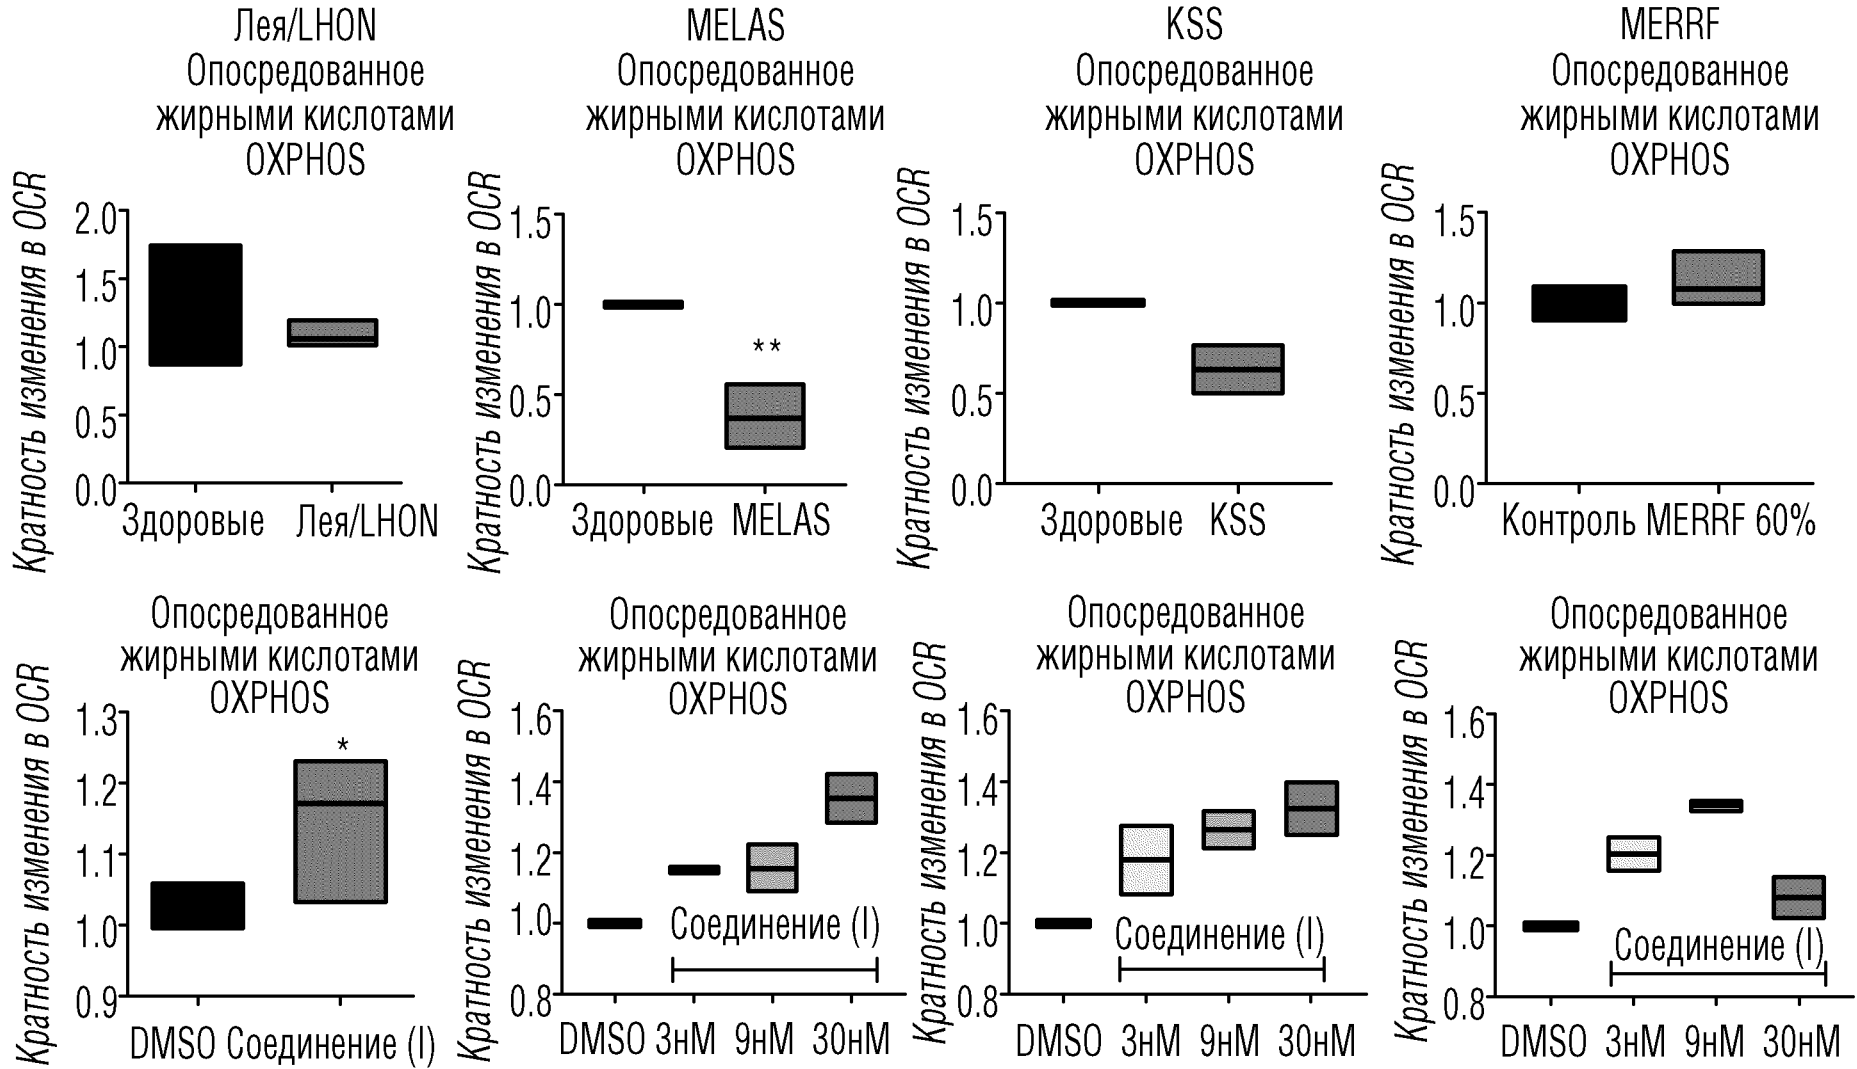 Лея/LHON
Опосредованное
жирными кислотами
OXPHOS
Кратность изменения в OCR
2.0
1.5
1.0
0.5
0.0
Здоровые Лея/LHON
MELAS
Опосредованное
жирными кислотами
OXPHOS
Кратность изменения в OCR
1.5
1.0
0.5
0.0
**
Здоровые MELAS
KSS
Опосредованное
жирными кислотами
OXPHOS
Кратность изменения в OCR
1.5
1.0
0.5
0.0
Здоровые KSS
MERRF
Опосредованное
жирными кислотами
OXPHOS
Кратность изменения в OCR
1.5
1.0
0.5
0.0
Контроль MERRF 60%
Опосредованное
жирными кислотами
OXPHOS
Кратность изменения в OCR
1.3
1.2
1.1
1.0
0.9
*
DMSO Соединение (I)
Опосредованное
жирными кислотами
OXPHOS
Кратность изменения в OCR
1.6
1.4
1.2
1.0
0.8
Соединение (I)
DMSO 3нМ 9нМ 30нМ
Опосредованное
жирными кислотами
OXPHOS
Кратность изменения в OCR
1.6
1.4
1.2
1.0
0.8
Соединение (I)
DMSO 3нМ 9нМ 30нМ
Опосредованное
жирными кислотами
OXPHOS
Кратность изменения в OCR
1.6
1.4
1.2
1.0
0.8
Соединение (I)
DMSO 3нМ 9нМ 30нМ